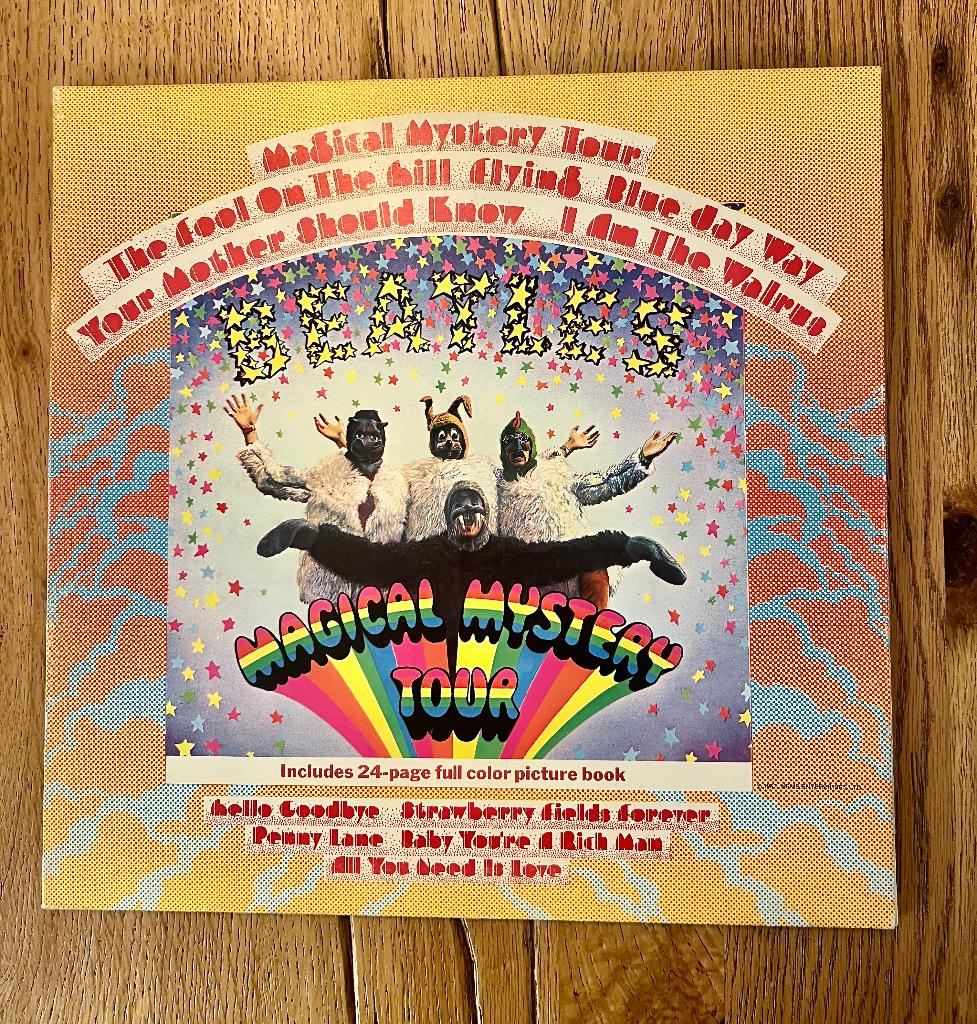 Magical Mystery Tour
The Fool On The Hill Flying Blue Jay Way
Your Mother Should Know I Am The Walrus
BEATLES
MAGICAL MYSTERY
TOUR
Includes 24-page full color picture book
Hello Goodbye Strawberry Fields Forever
Penny Lane Baby You're A Rich Man
All You Need Is Love